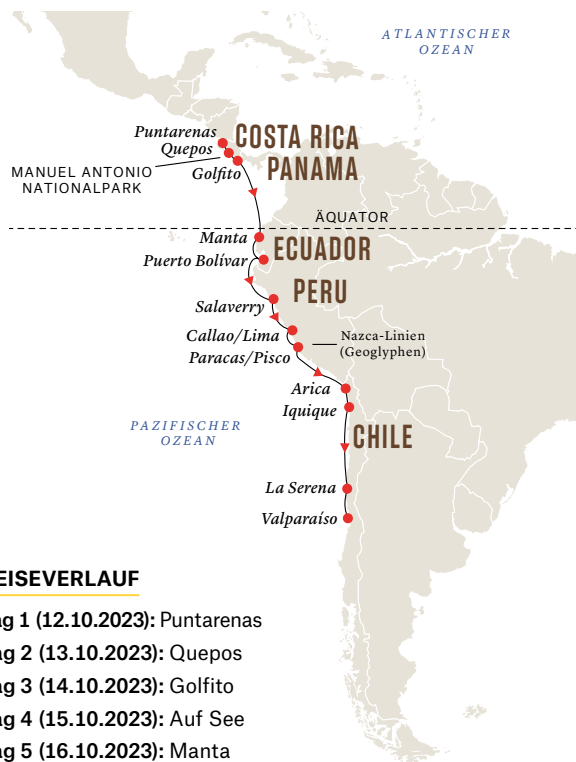 ATLANTISCHER
OZEAN
Puntarenas
COSTA RICA
Quepos
PANAMA
MANUEL ANTONIO
NATIONALPARK
Golfito
ÄQUATOR
Manta
ECUADOR
Puerto Bolívar
PERU
Salaverry
Callao/Lima
Nazca-Linien
(Geoglyphen)
Paracas/Pisco
Arica
Iquique
PAZIFISCHER
OZEAN
CHILE
La Serena
Valparaíso
EISEVERLAUF
ag 1 (12.10.2023): Puntarenas
ag 2 (13.10.2023): Quepos
ag 3 (14.10.2023): Golfito
ag 4 (15.10.2023): Auf See
ag 5 (16.10.2023): Manta